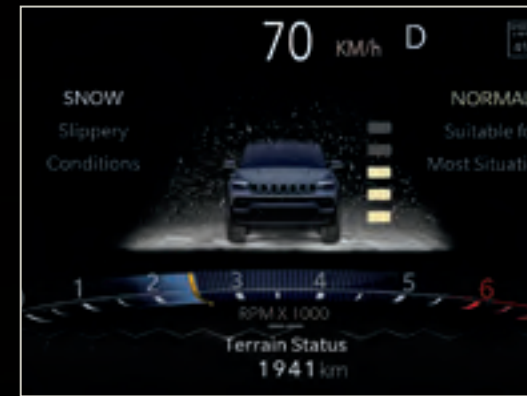 70 KM/h D
SNOW
Slippery
Conditions
NORMAL
Suitable fo
Most Situatio
1 2 3 4 5 6
RPM X 1000
Terrain Status
1941 km